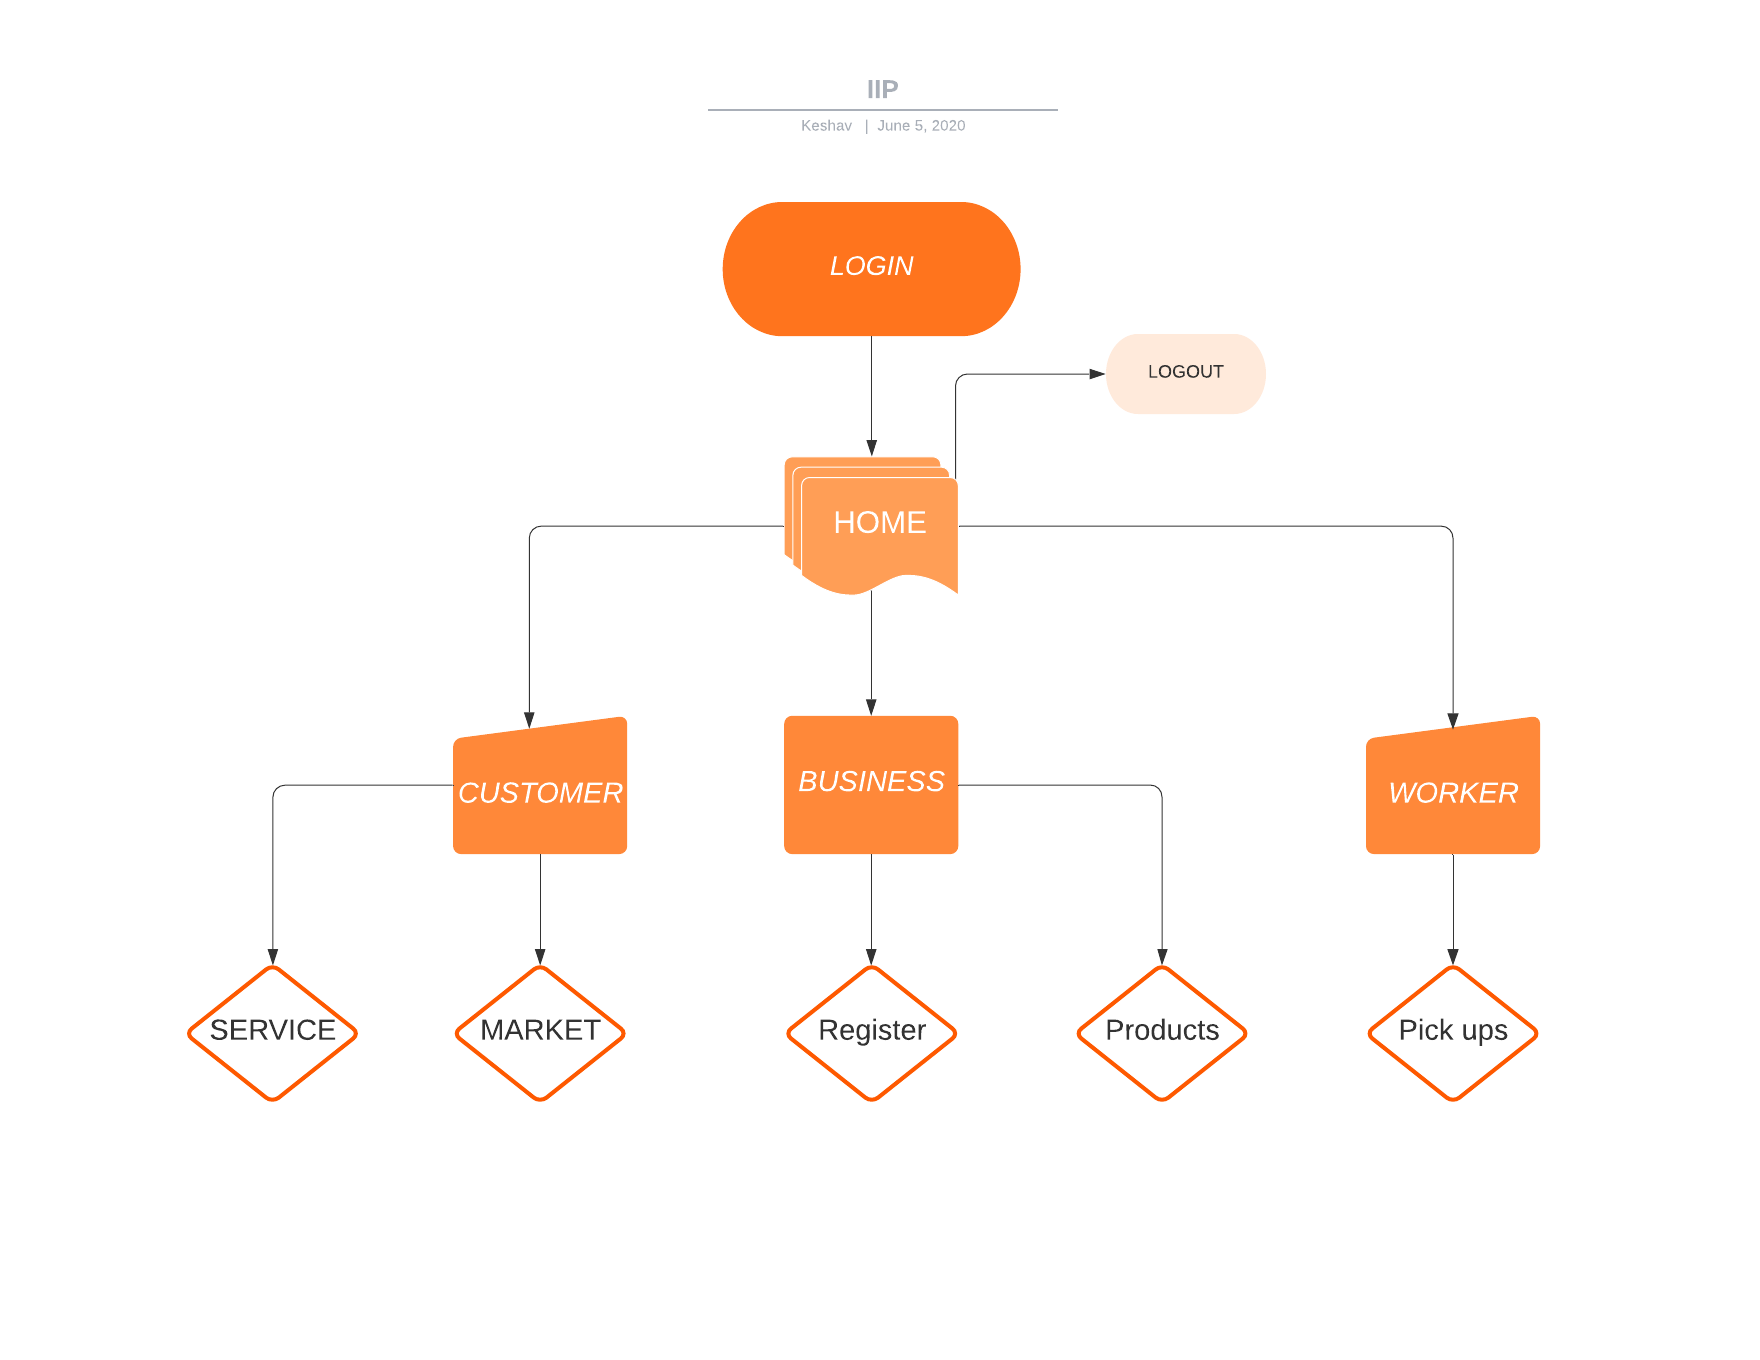 IIP
Keshav | June 5, 2020
LOGIN
LOGOUT
HOME
CUSTOMER
BUSINESS
WORKER
SERVICE
MARKET
Register
Products
Pick ups